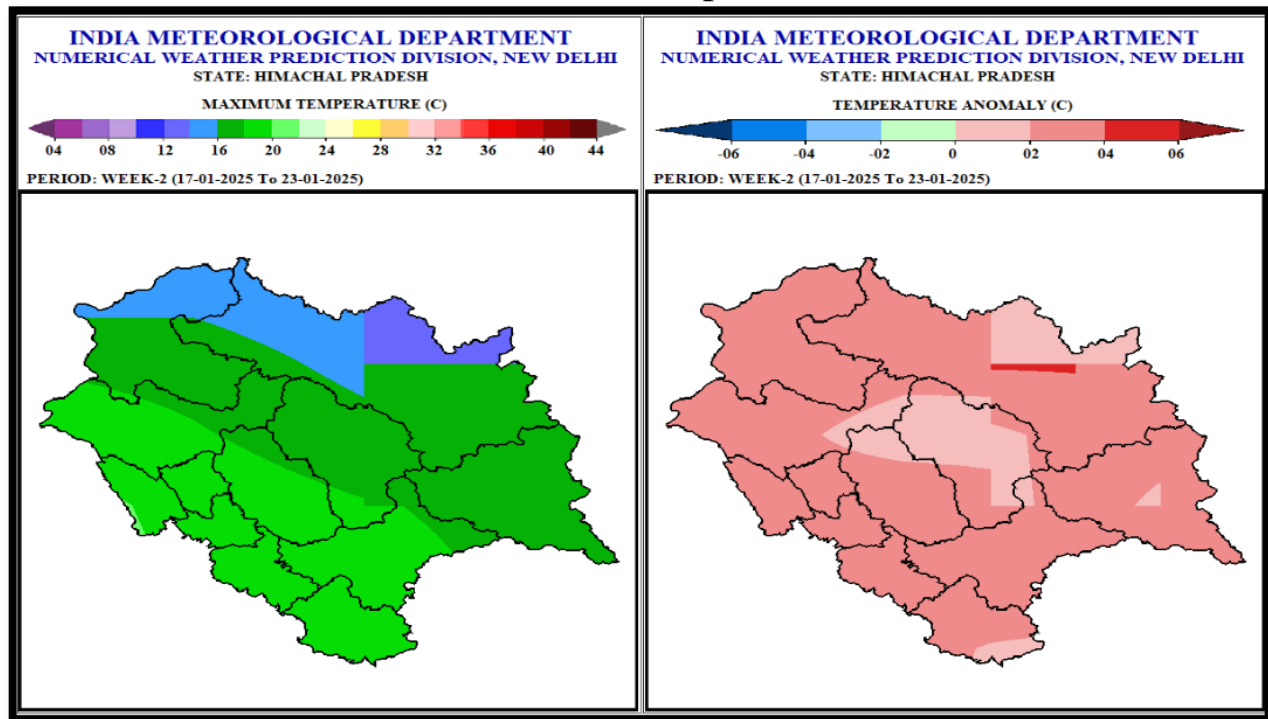 INDIA METEOROLOGICAL DEPARTMENT
NUMERICAL WEATHER PREDICTION DIVISION, NEW DELHI
STATE: HIMACHAL PRADESH
MAXIMUM TEMPERATURE (C)
04 08 12 16 20 24 28 32 36 40 44
PERIOD: WEEK-2 (17-01-2025 To 23-01-2025)
INDIA METEOROLOGICAL DEPARTMENT
NUMERICAL WEATHER PREDICTION DIVISION, NEW DELHI
STATE: HIMACHAL PRADESH
TEMPERATURE ANOMALY (C)
-06 -04 -02 0 02 04 06
PERIOD: WEEK-2 (17-01-2025 To 23-01-2025)